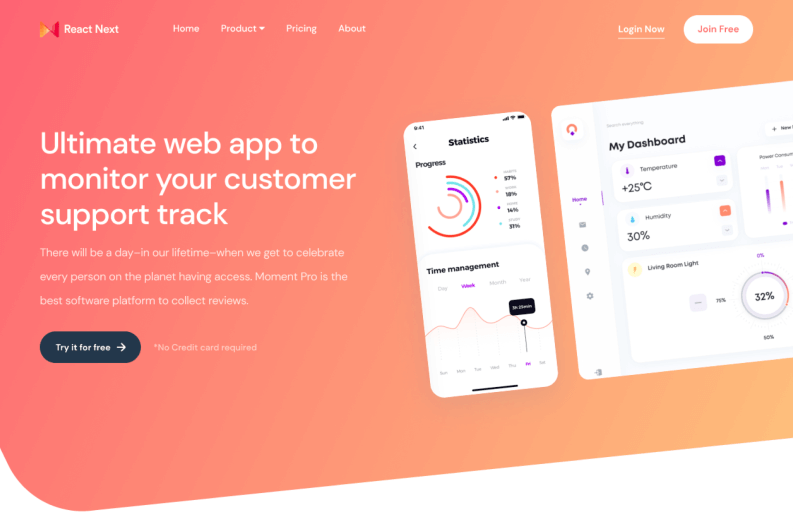 React Next
Home
Product
Pricing
About
Login Now
Join Free
Ultimate web app to
monitor your customer
support track
There will be a day–in our lifetime–when we get to celebrate
every person on the planet having access. Moment Pro is the
best software platform to collect reviews.
Try it for free
*No Credit card required
9:41
Statistics
Progress
57%
18%
14%
31%
Time management
Day
Week
Month
Year
3h 25min
Sun
Mon
Tue
Wed
Thu
Fri
Sat
Search everything
My Dashboard
+ New
Home
Temperature
+25°C
Humidity
30%
Power
Living Room Light
0%
75%
32%
50%